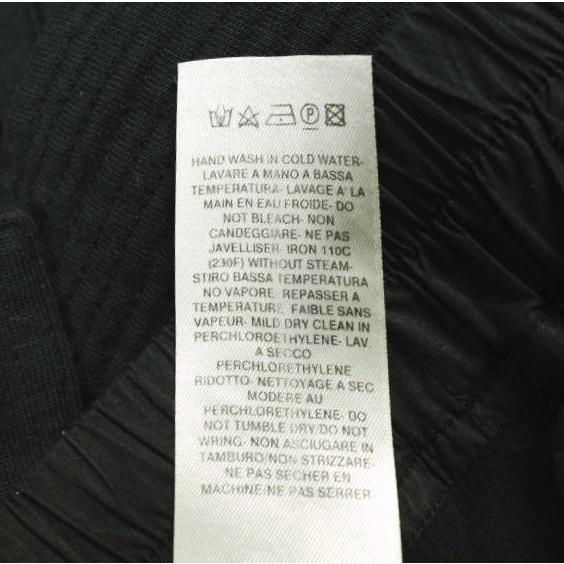 P
HAND WASH IN COLD WATER-
LAVARE A MANO A BASSA
TEMPERATURA- LAVAGE A' LA
MAIN EN EAU FROIDE- DO
NOT BLEACH- NON
CANDEGGIARE- NE PAS
JAVELLISER- IRON 110C
(230F) WITHOUT STEAM-
STIRO BASSA TEMPERATURA
NO VAPORE REPASSER A
TEMPERATURE FAIBLE SANS
VAPEUR- MILD DRY CLEAN IN
PERCHLOROETHYLENE- LAV.
A SECCO
PERCHLORETHYLENE
RIDOTTO- NETTOYAGE A SEC
MODERE AU
PERCHLORETHYLENE- DO
NOT TUMBLE DRY/DO NOT
WRING- NON ASCIUGARE IN
TAMBURO/NON STRIZZARE-
NE PAS SECHER EN
MACHINE/NE PAS SERRER